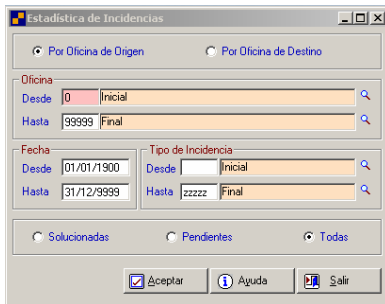 Estadística de Incidencias
Por Oficina de Origen Por Oficina de Destino
Oficina
Desde 0 Inicial
Hasta 99999 Final
Fecha Tipo de Incidencia
Desde 01/01/1900 Desde Inicial
Hasta 31/12/9999 Hasta zzzzz Final
Solucionadas Pendientes Todas
Aceptar Ayuda Salir